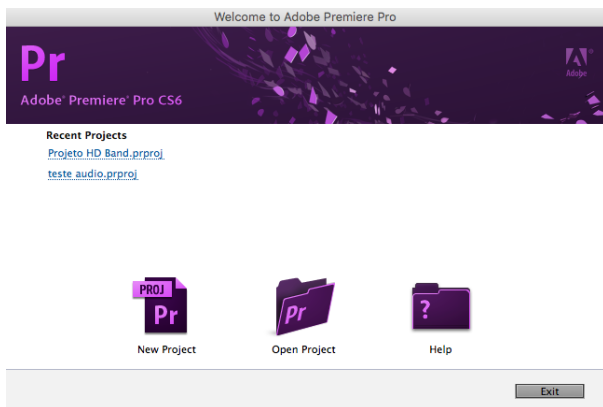 Welcome to Adobe Premiere Pro
Pr
Adobe® Premiere® Pro CS6
Adobe®
Recent Projects
Projeto HD Band.prproj
teste audio.prproj
PROJ
Pr
New Project
Pr
Open Project
?
Help
Exit